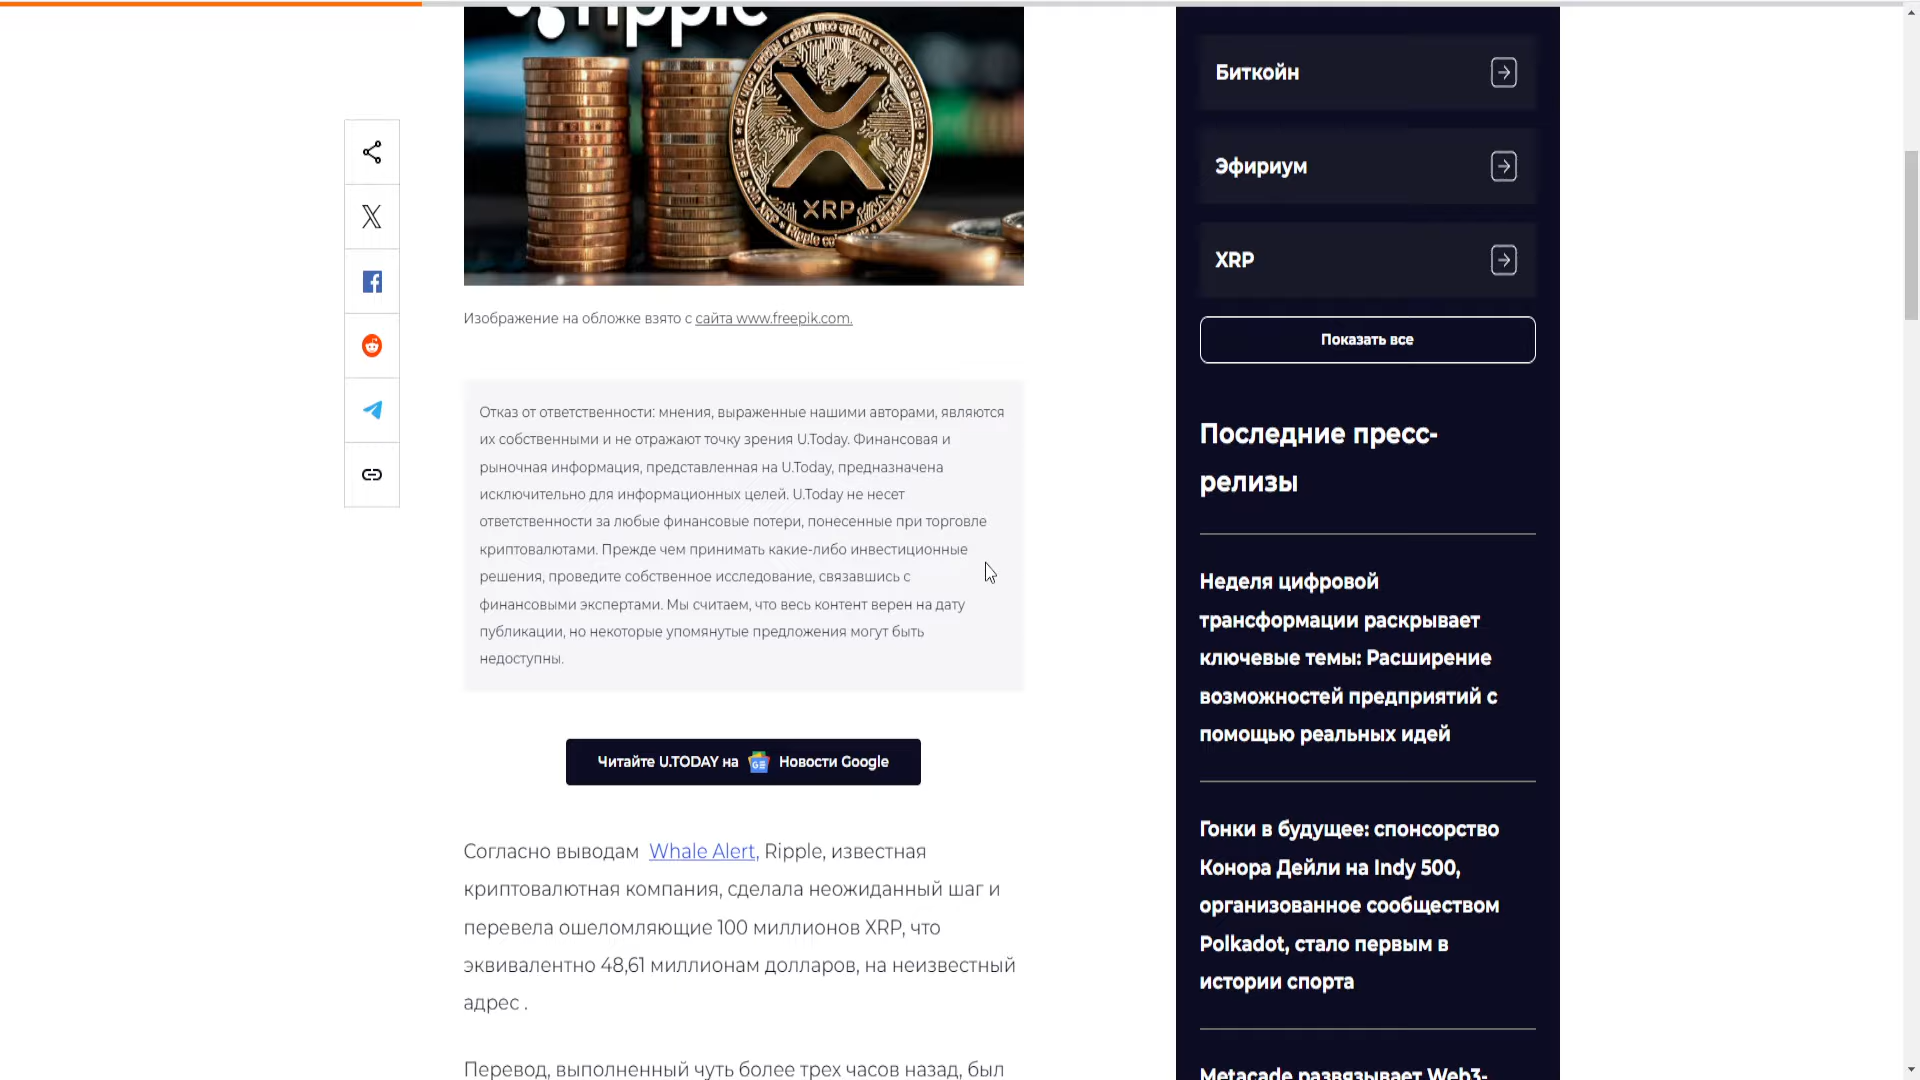 ripple
XRP
Изображение на обложке взято с сайта www.freepik.com.
Отказ от ответственности: мнения, выраженные нашими авторами, являются
их собственными и не отражают точку зрения U.Today. Финансовая и
рыночная информация, представленная на U.Today, предназначена
исключительно для информационных целей. U.Today не несет
ответственности за любые финансовые потери, понесенные при торговле
криптовалютами. Прежде чем принимать какие-либо инвестиционные
решения, проведите собственное исследование, связавшись с
финансовыми экспертами. Мы считаем, что весь контент верен на дату
публикации, но некоторые упомянутые предложения могут быть
недоступны.
Читайте U.TODAY на Новости Google
Согласно выводам Whale Alert, Ripple, известная
криптовалютная компания, сделала неожиданный шаг и
перевела ошеломляющие 100 миллионов XRP, что
эквивалентно 48,61 миллионам долларов, на неизвестный
адрес .
Перевод, выполненный чуть более трех часов назад, был
Биткойн
Эфириум
XRP
Показать все
Последние пресс-
релизы
Неделя цифровой
трансформации раскрывает
ключевые темы: Расширение
возможностей предприятий с
помощью реальных идей
Гонки в будущее: спонсорство
Конора Дейли на Indy 500,
организованное сообществом
Polkadot, стало первым в
истории спорта
Metacade развязывает Web3-